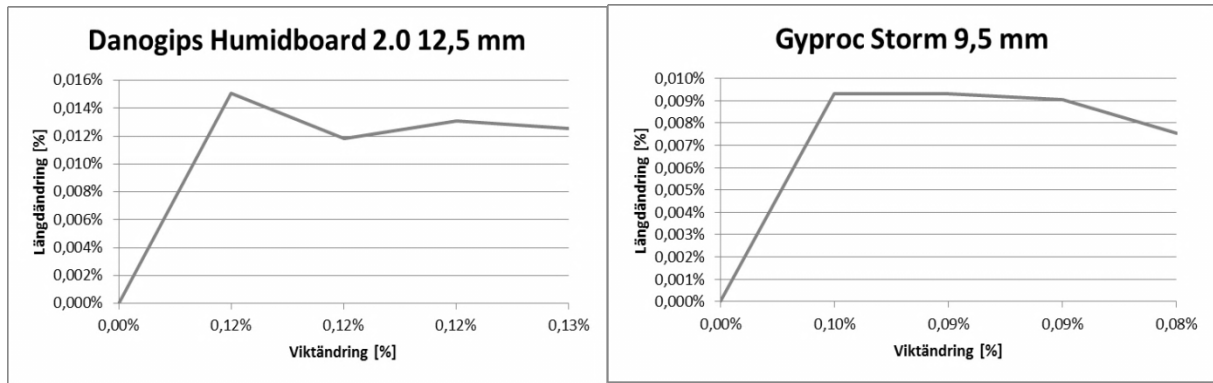 Danogips Humidboard 2.0 12,5 mm
Längdändring [%]
0,016%
0,014%
0,012%
0,010%
0,008%
0,006%
0,004%
0,002%
0,000%
0,00% 0,12% 0,12% 0,12% 0,13%
Viktändring [%]
Gyproc Storm 9,5 mm
Längdändring [%]
0,010%
0,009%
0,008%
0,007%
0,006%
0,005%
0,004%
0,003%
0,002%
0,001%
0,000%
0,00% 0,10% 0,09% 0,09% 0,08%
Viktändring [%]